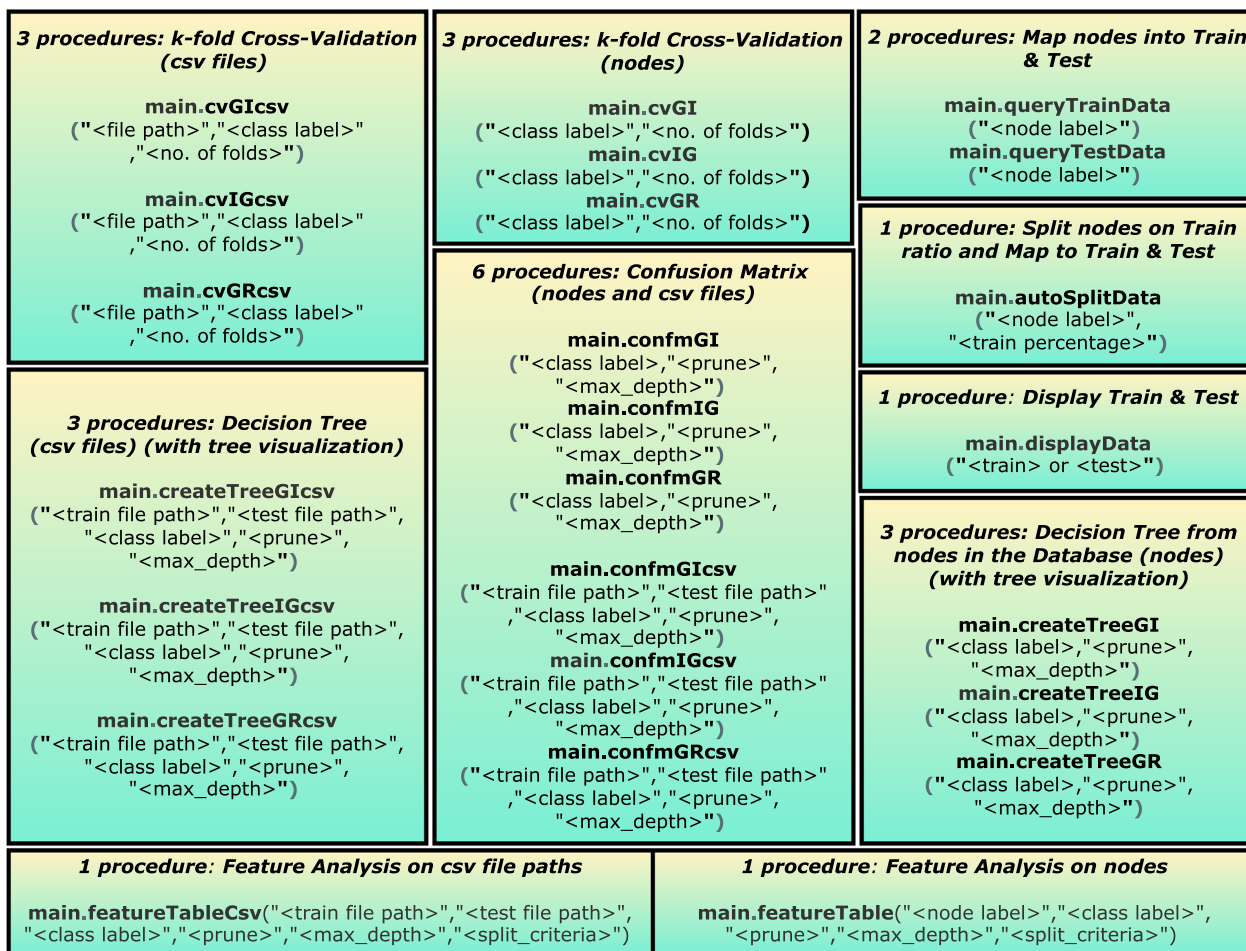 3 procedures: k-fold Cross-Validation
(csv files)
main.cvGIcsv
("<file path>","<class label>"
,"<no. of folds>")
main.cvIGcsv
("<file path>","<class label>"
,"<no. of folds>")
main.cvGRcsv
("<file path>","<class label>"
,"<no. of folds>")
3 procedures: Decision Tree
(csv files) (with tree visualization)
main.createTreeGIcsv
("<train file path>","<test file path>",
"<class label>","<prune>",
"<max_depth>")
main.createTreeIGcsv
("<train file path>","<test file path>",
"<class label>","<prune>",
"<max_depth>")
main.createTreeGRcsv
("<train file path>","<test file path>",
"<class label>","<prune>",
"<max_depth>")
3 procedures: k-fold Cross-Validation
(nodes)
main.cvGI
("<class label>","<no. of folds>")
main.cvIG
("<class label>","<no. of folds>")
main.cvGR
("<class label>","<no. of folds>")
6 procedures: Confusion Matrix
(nodes and csv files)
main.confmGI
("<class label>,"<prune>",
"<max_depth>")
main.confmIG
("<class label>,"<prune>",
"<max_depth>")
main.confmGR
("<class label>,"<prune>",
"<max_depth>")
main.confmGIcsv
("<train file path>","<test file path>"
,"<class label>","<prune>",
"<max_depth>")
main.confmIGcsv
("<train file path>","<test file path>"
,"<class label>","<prune>",
"<max_depth>")
main.confmGRcsv
("<train file path>","<test file path>"
,"<class label>","<prune>",
"<max_depth>")
2 procedures: Map nodes into Train
& Test
main.queryTrainData
("<node label>")
main.queryTestData
("<node label>")
1 procedure: Split nodes on Train
ratio and Map to Train & Test
main.autoSplitData
("<node label>",
"<train percentage>")
1 procedure: Display Train & Test
main.displayData
("<train> or <test>")
3 procedures: Decision Tree from
nodes in the Database (nodes)
(with tree visualization)
main.createTreeGI
("<class label>,"<prune>",
"<max_depth>")
main.createTreeIG
("<class label>,"<prune>",
"<max_depth>")
main.createTreeGR
("<class label>,"<prune>",
"<max_depth>")
1 procedure: Feature Analysis on csv file paths
main.featureTableCsv("<train file path>","<test file path>",
"<class label>","<prune>","<max_depth>","<split_criteria>")
1 procedure: Feature Analysis on nodes
main.featureTable("<node label>","<class label>",
"<prune>","<max_depth>","<split_criteria>")